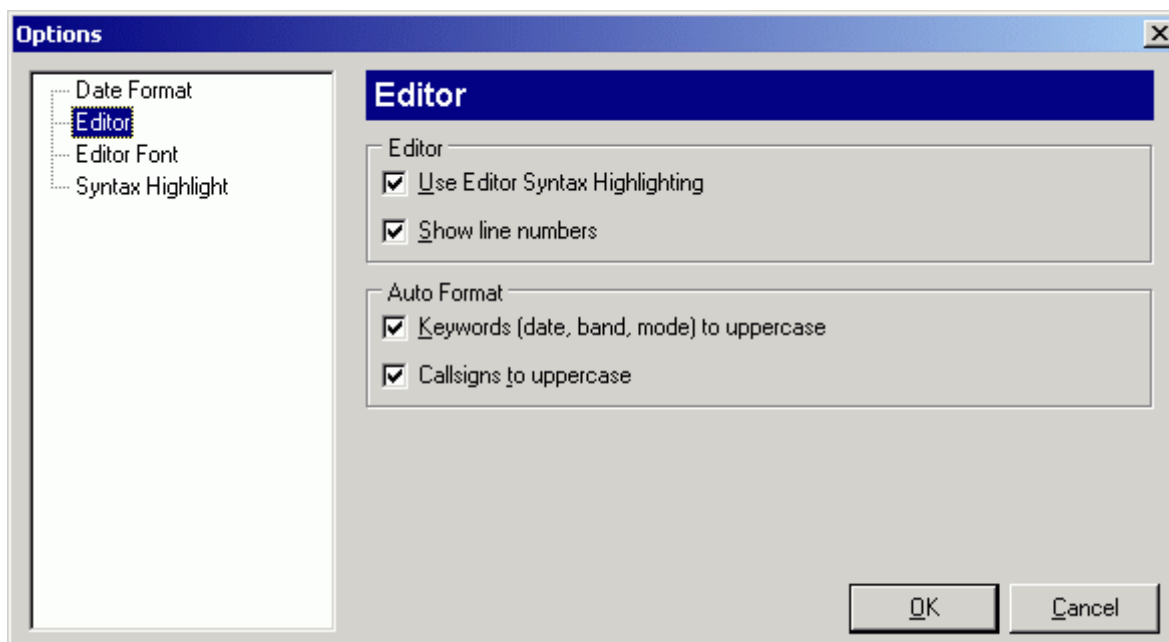 Options
Date Format
Editor
Editor Font
Syntax Highlight
Editor
Editor
Use Editor Syntax Highlighting
Show line numbers
Auto Format
Keywords (date, band, mode) to uppercase
Callsigns to uppercase
OK
Cancel